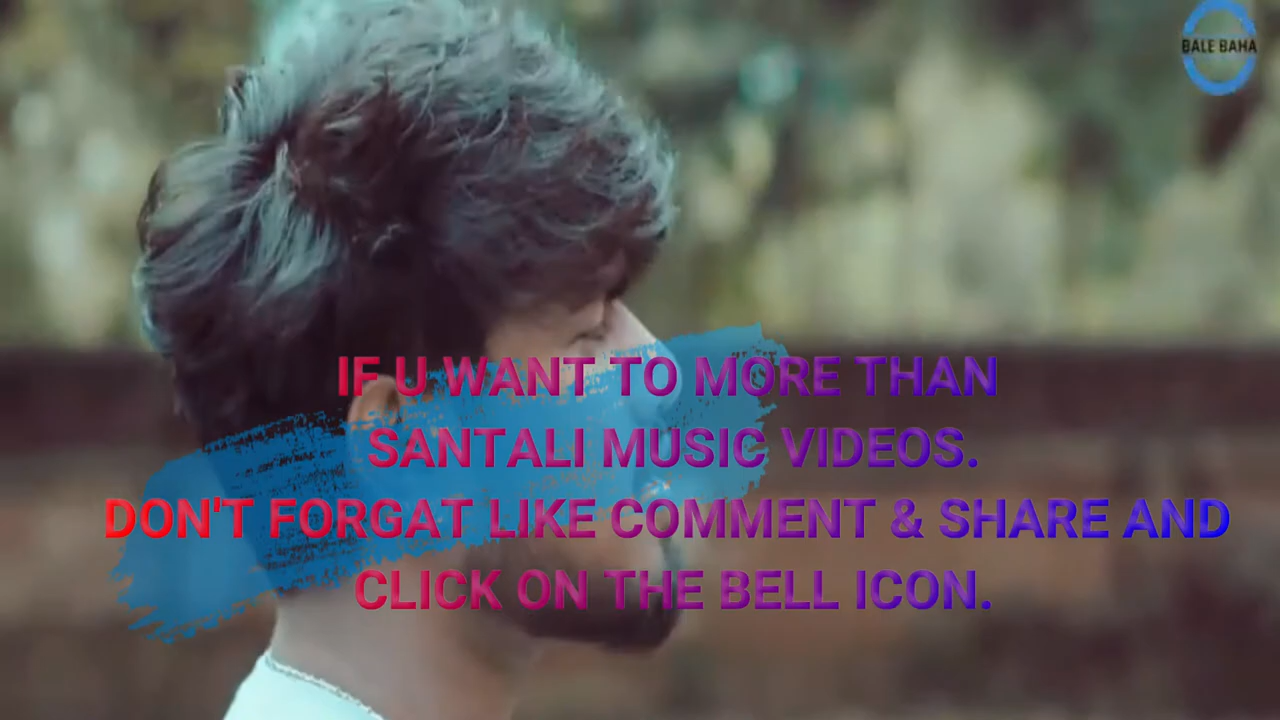 BALE BAHA
IF U WANT TO MORE THAN
SANTALI MUSIC VIDEOS.
DON'T FORGAT LIKE COMMENT & SHARE AND
CLICK ON THE BELL ICON.